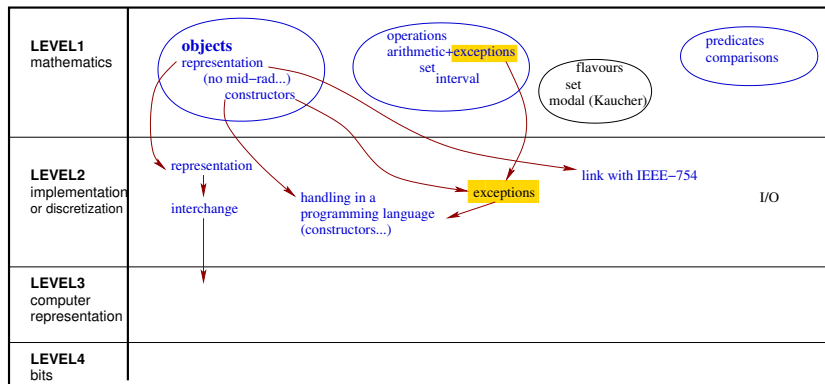 LEVEL1
mathematics
objects
representation
(no mid−rad...)
constructors
operations
arithmetic+exceptions
set
interval
flavours
set
modal (Kaucher)
predicates
comparisons
LEVEL2
implementation
or discretization
representation
interchange
handling in a
programming language
(constructors...)
exceptions
link with IEEE−754
I/O
LEVEL3
computer
representation
LEVEL4
bits